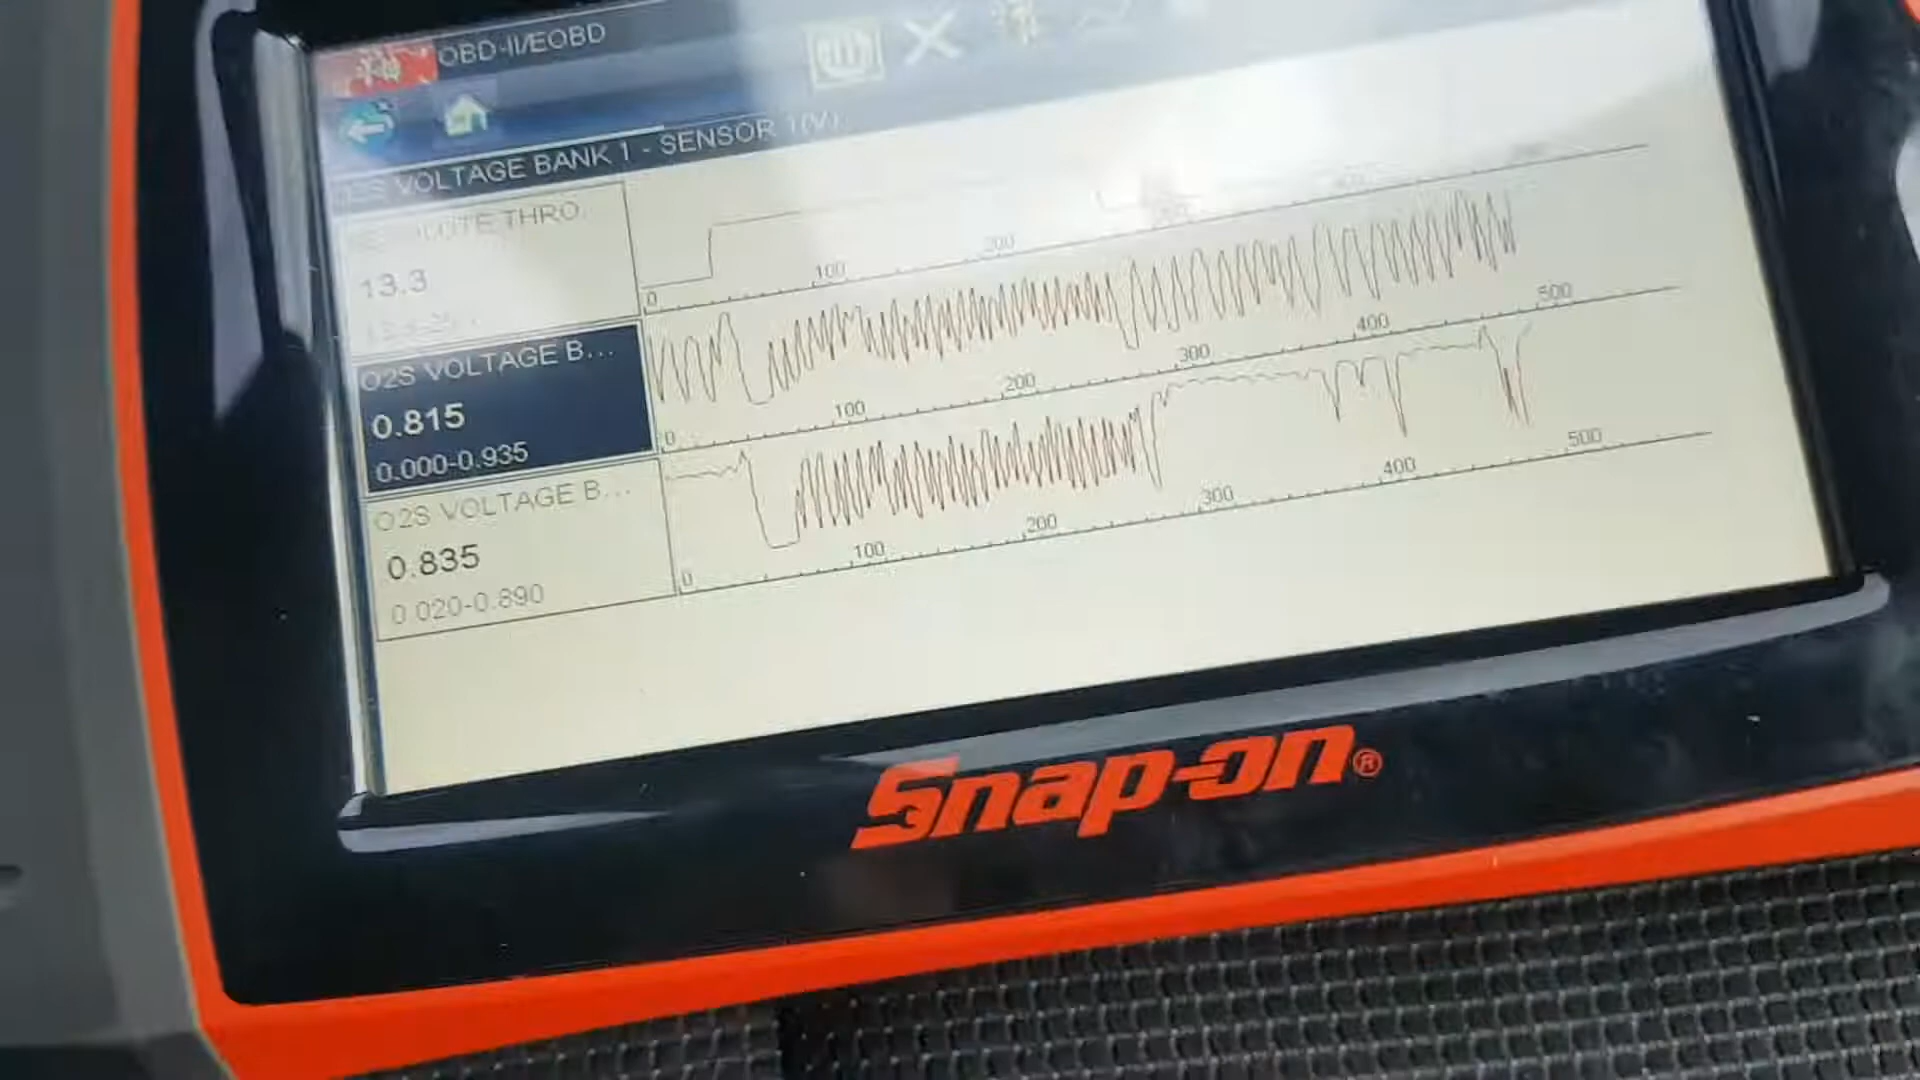 OBD-II/EOBD
O2S VOLTAGE BANK 1 - SENSOR 1(V)
THRO
13.3
0 100 200
O2S VOLTAGE B...
0.815
0.000-0.935
0 100 200 300 400 500
O2S VOLTAGE B...
0.835
0.020-0.890
0 100 200 300 400 500
Snap-on®